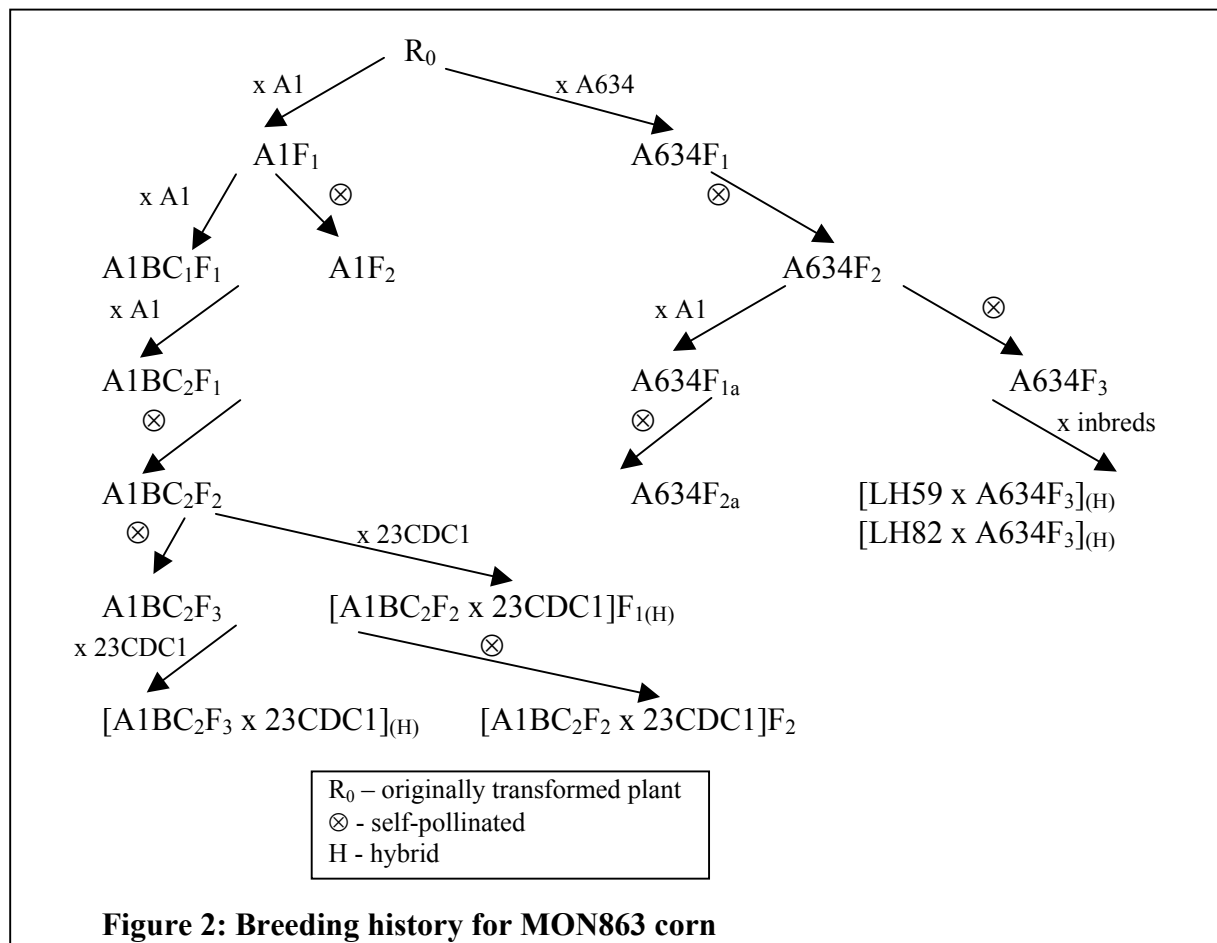 R₀
x A1
x A634
A1F₁
A634F₁
x A1
⊗
⊗
A1BC₁F₁
A1F₂
A634F₂
x A1
x A1
⊗
A1BC₂F₁
A634F₁ₐ
A634F₃
⊗
⊗
x inbreds
A1BC₂F₂
A634F₂ₐ
[LH59 x A634F₃]₍H₎
[LH82 x A634F₃]₍H₎
⊗
x 23CDC1
A1BC₂F₃
[A1BC₂F₂ x 23CDC1]F₁₍H₎
x 23CDC1
⊗
[A1BC₂F₃ x 23CDC1]₍H₎
[A1BC₂F₂ x 23CDC1]F₂
R₀ – originally transformed plant
⊗ - self-pollinated
H - hybrid
Figure 2: Breeding history for MON863 corn